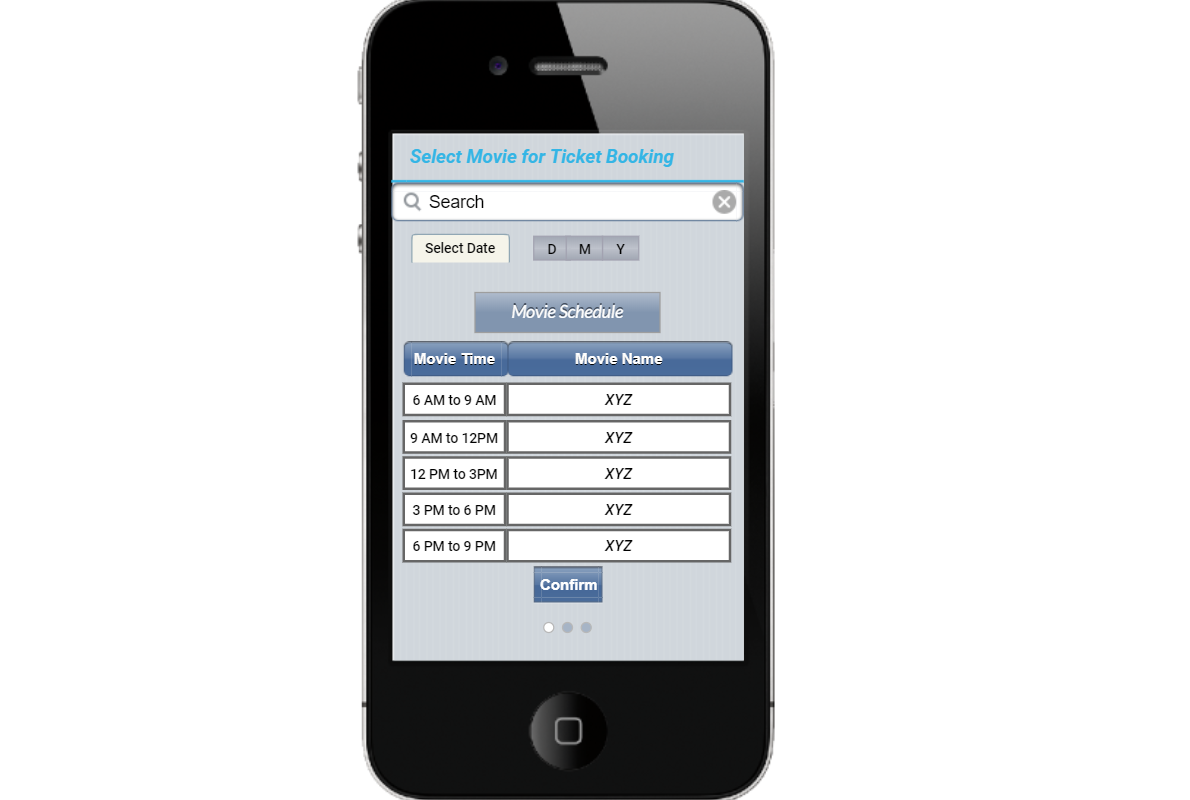 Select Movie for Ticket Booking
Search
Select Date D M Y
Movie Schedule
Movie Time Movie Name
6 AM to 9 AM XYZ
9 AM to 12PM XYZ
12 PM to 3PM XYZ
3 PM to 6 PM XYZ
6 PM to 9 PM XYZ
Confirm